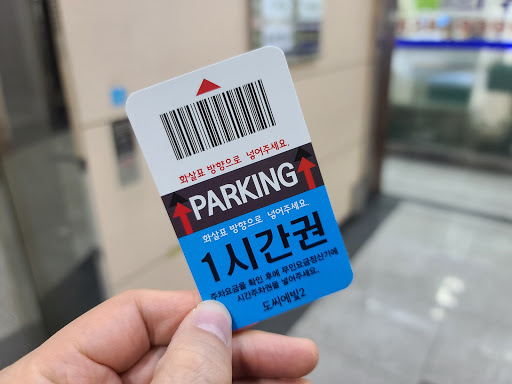 화살표 방향으로 넣어주세요.
PARKING
화살표 방향으로 넣어주세요.
1시간권
주차요금을 확인 후에 무인요금정산기에
시간주차권을 넣어주세요.
도씨에빛2